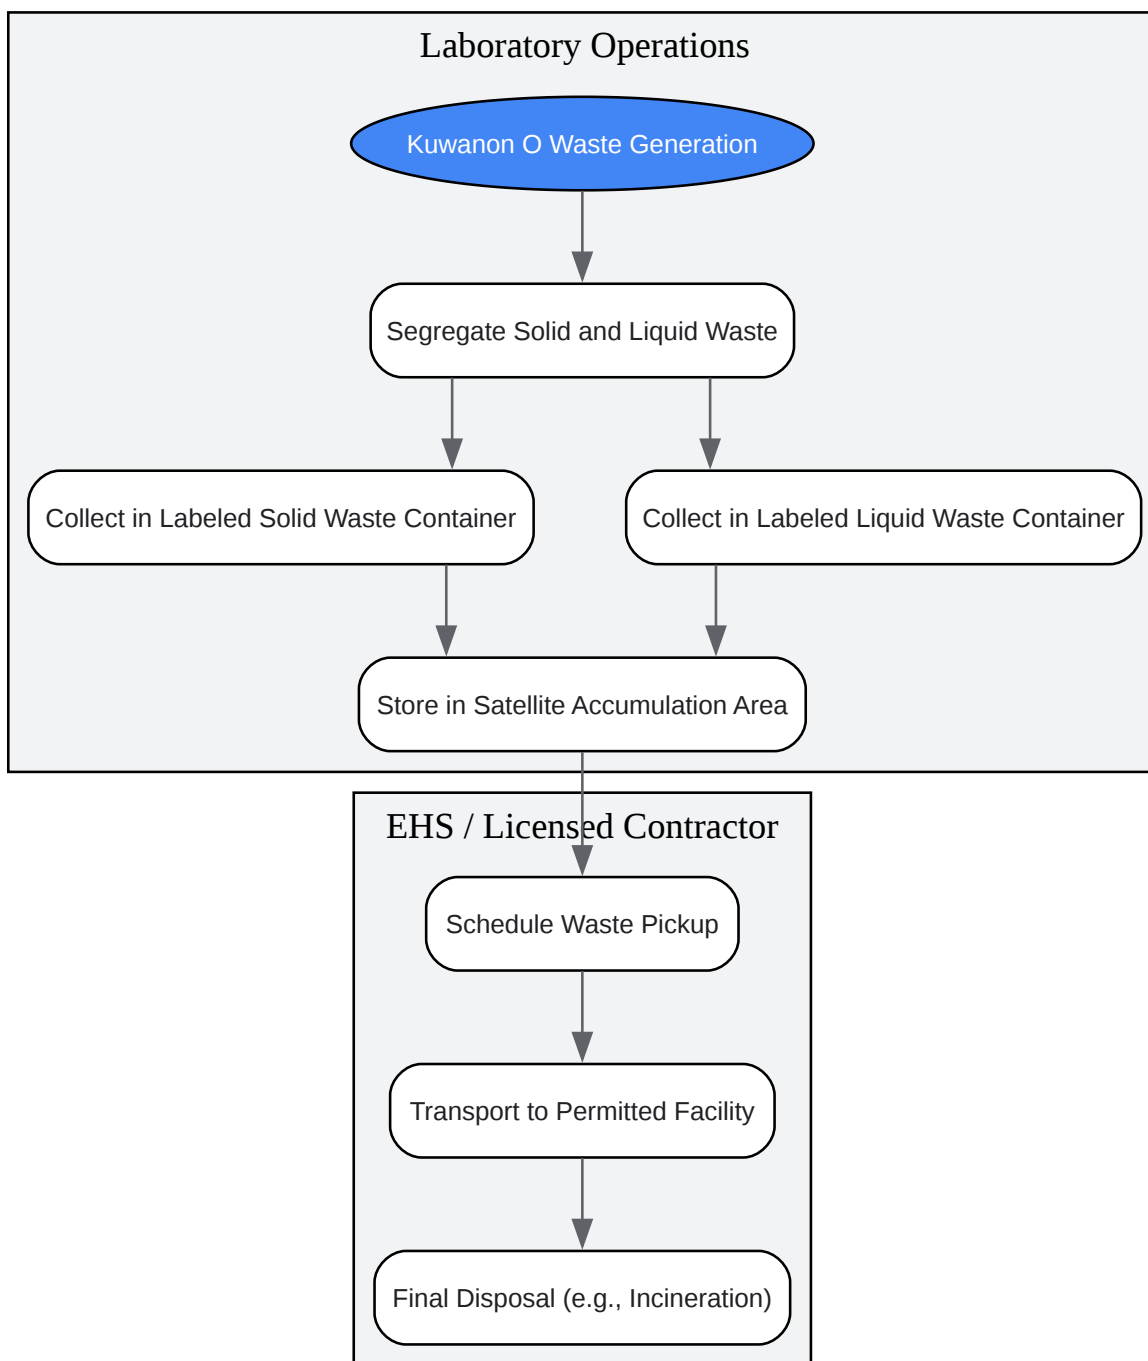 Laboratory Operations
Kuwanon O Waste Generation
Segregate Solid and Liquid Waste
Collect in Labeled Solid Waste Container
Collect in Labeled Liquid Waste Container
Store in Satellite Accumulation Area
EHS / Licensed Contractor
Schedule Waste Pickup
Transport to Permitted Facility
Final Disposal (e.g., Incineration)